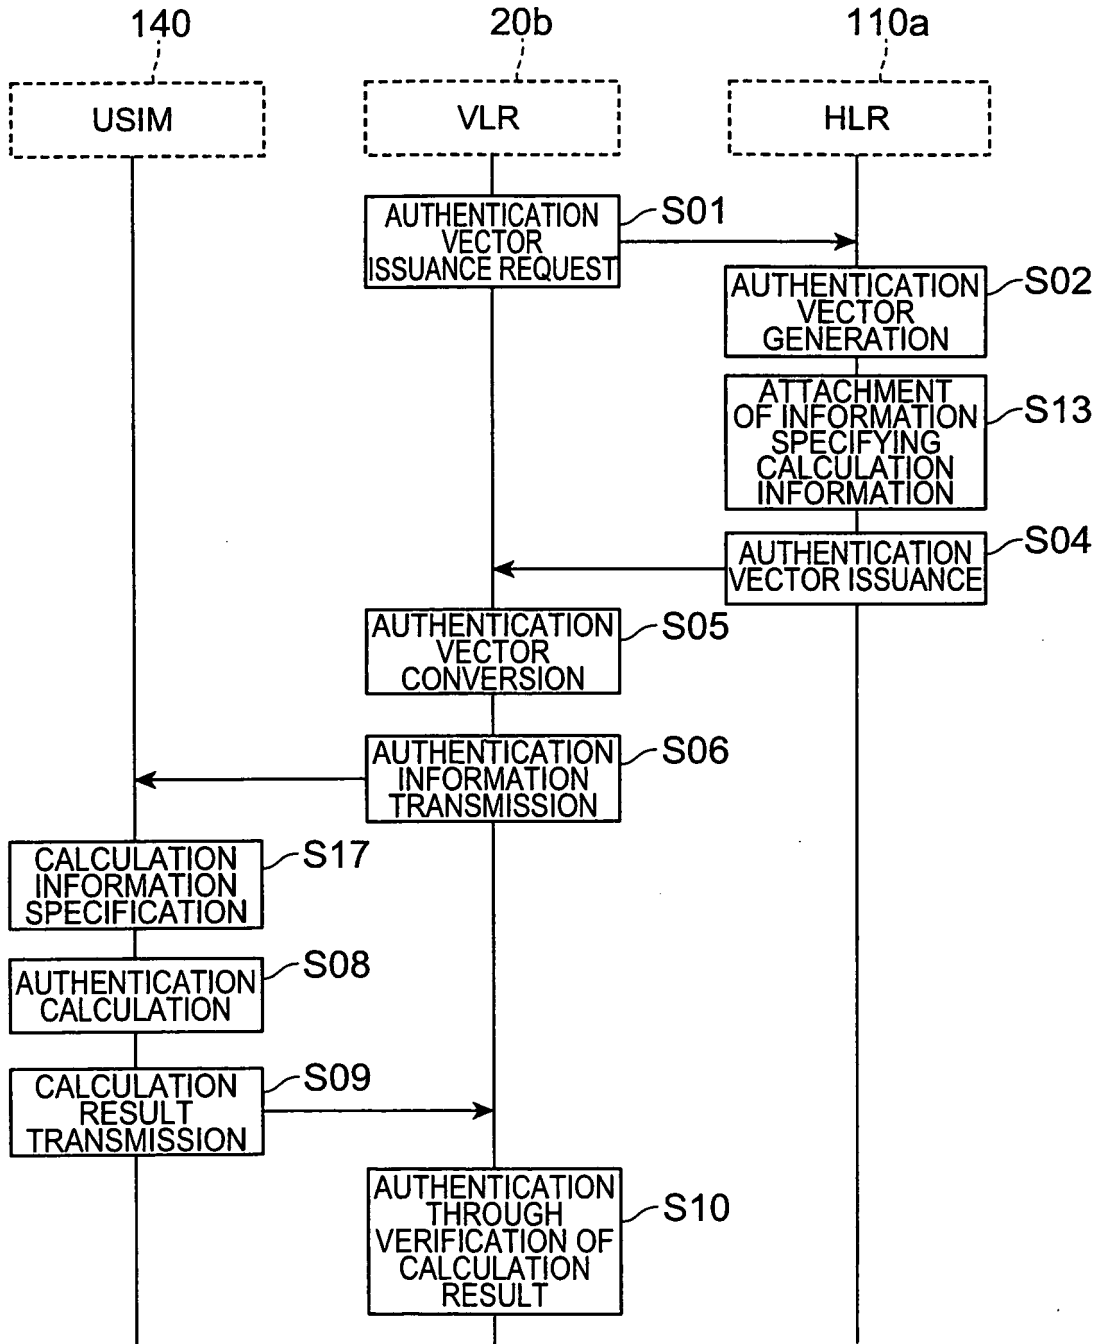 140
20b
110a
USIM
VLR
HLR
AUTHENTICATION
VECTOR
ISSUANCE REQUEST
S01
AUTHENTICATION
VECTOR
GENERATION
S02
ATTACHMENT
OF INFORMATION
SPECIFYING
CALCULATION
INFORMATION
S13
AUTHENTICATION
VECTOR ISSUANCE
S04
AUTHENTICATION
VECTOR
CONVERSION
S05
AUTHENTICATION
INFORMATION
TRANSMISSION
S06
CALCULATION
INFORMATION
SPECIFICATION
S17
AUTHENTICATION
CALCULATION
S08
CALCULATION
RESULT
TRANSMISSION
S09
AUTHENTICATION
THROUGH
VERIFICATION OF
CALCULATION
RESULT
S10